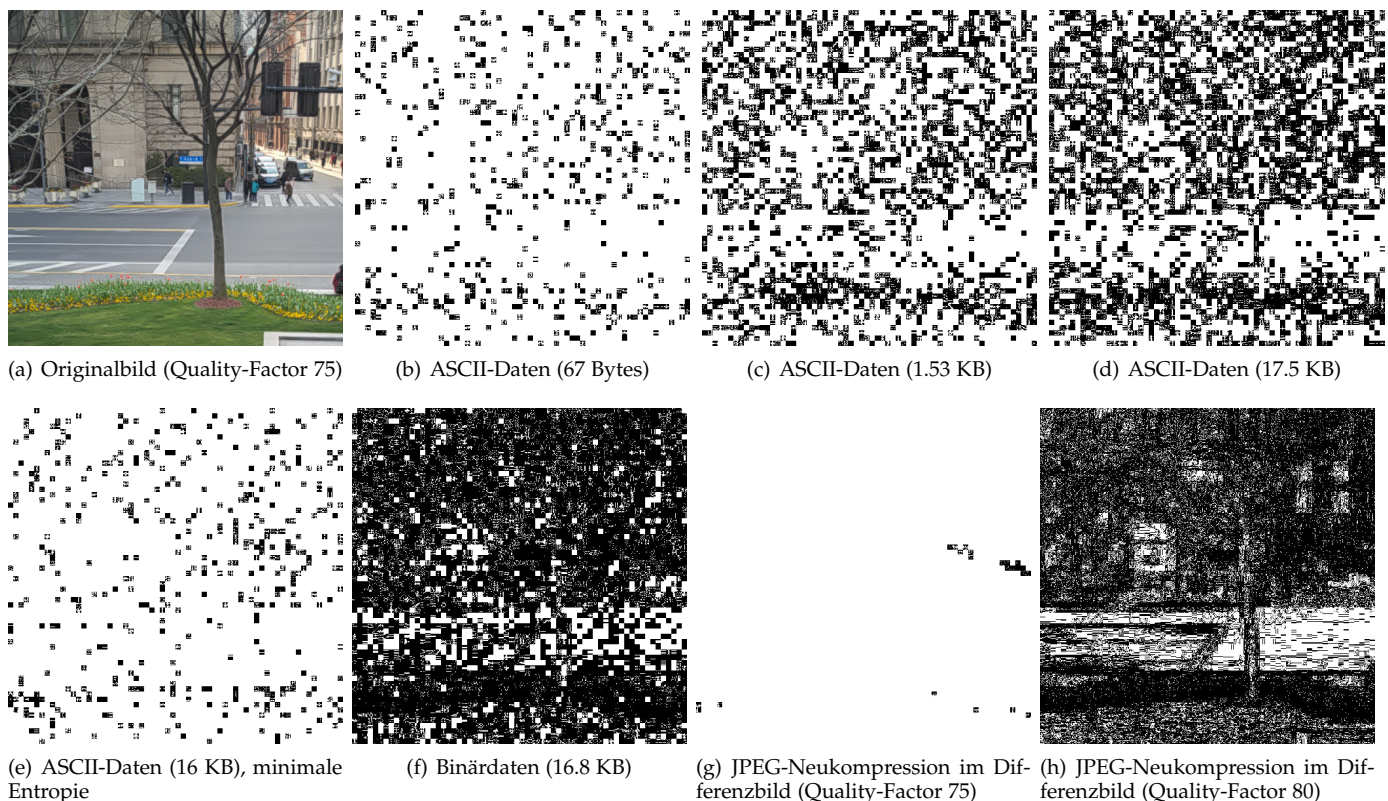 (a) Originalbild (Quality-Factor 75)
(b) ASCII-Daten (67 Bytes)
(c) ASCII-Daten (1.53 KB)
(d) ASCII-Daten (17.5 KB)
(e) ASCII-Daten (16 KB), minimale
Entropie
(f) Binärdaten (16.8 KB)
(g) JPEG-Neukompression im Dif-
ferenzbild (Quality-Factor 75)
(h) JPEG-Neukompression im Dif-
ferenzbild (Quality-Factor 80)